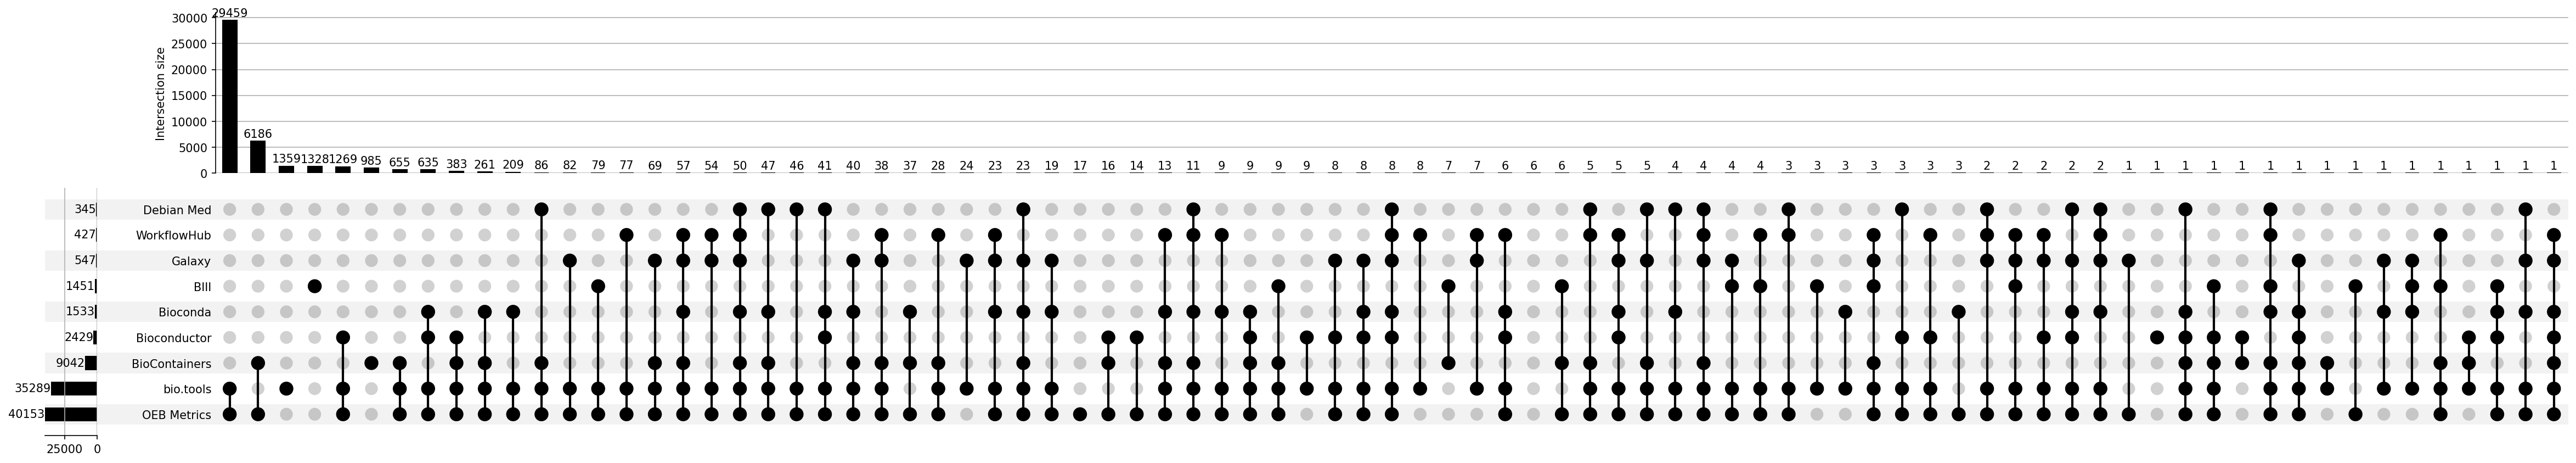 Intersection size
30000
25000
20000
15000
10000
5000
0
29459 6186 1359 1328 1269 985 655 635 383 261 209 86 82 79 77 69 57 54 50 47 46 41 40 38 37 28 24 23 23 19 17 16 14 13 11 9 9 9 9 8 8 8 8 7 7 6 6 6 5 5 5 4 4 4 4 3 3 3 3 3 3 3 2 2 2 2 2 1 1 1 1 1 1 1 1 1 1 1 1 1 1 1 1
345 Debian Med
427 WorkflowHub
547 Galaxy
1451 BIII
1533 Bioconda
2429 Bioconductor
9042 BioContainers
35289 bio.tools
40153 OEB Metrics
25000 0